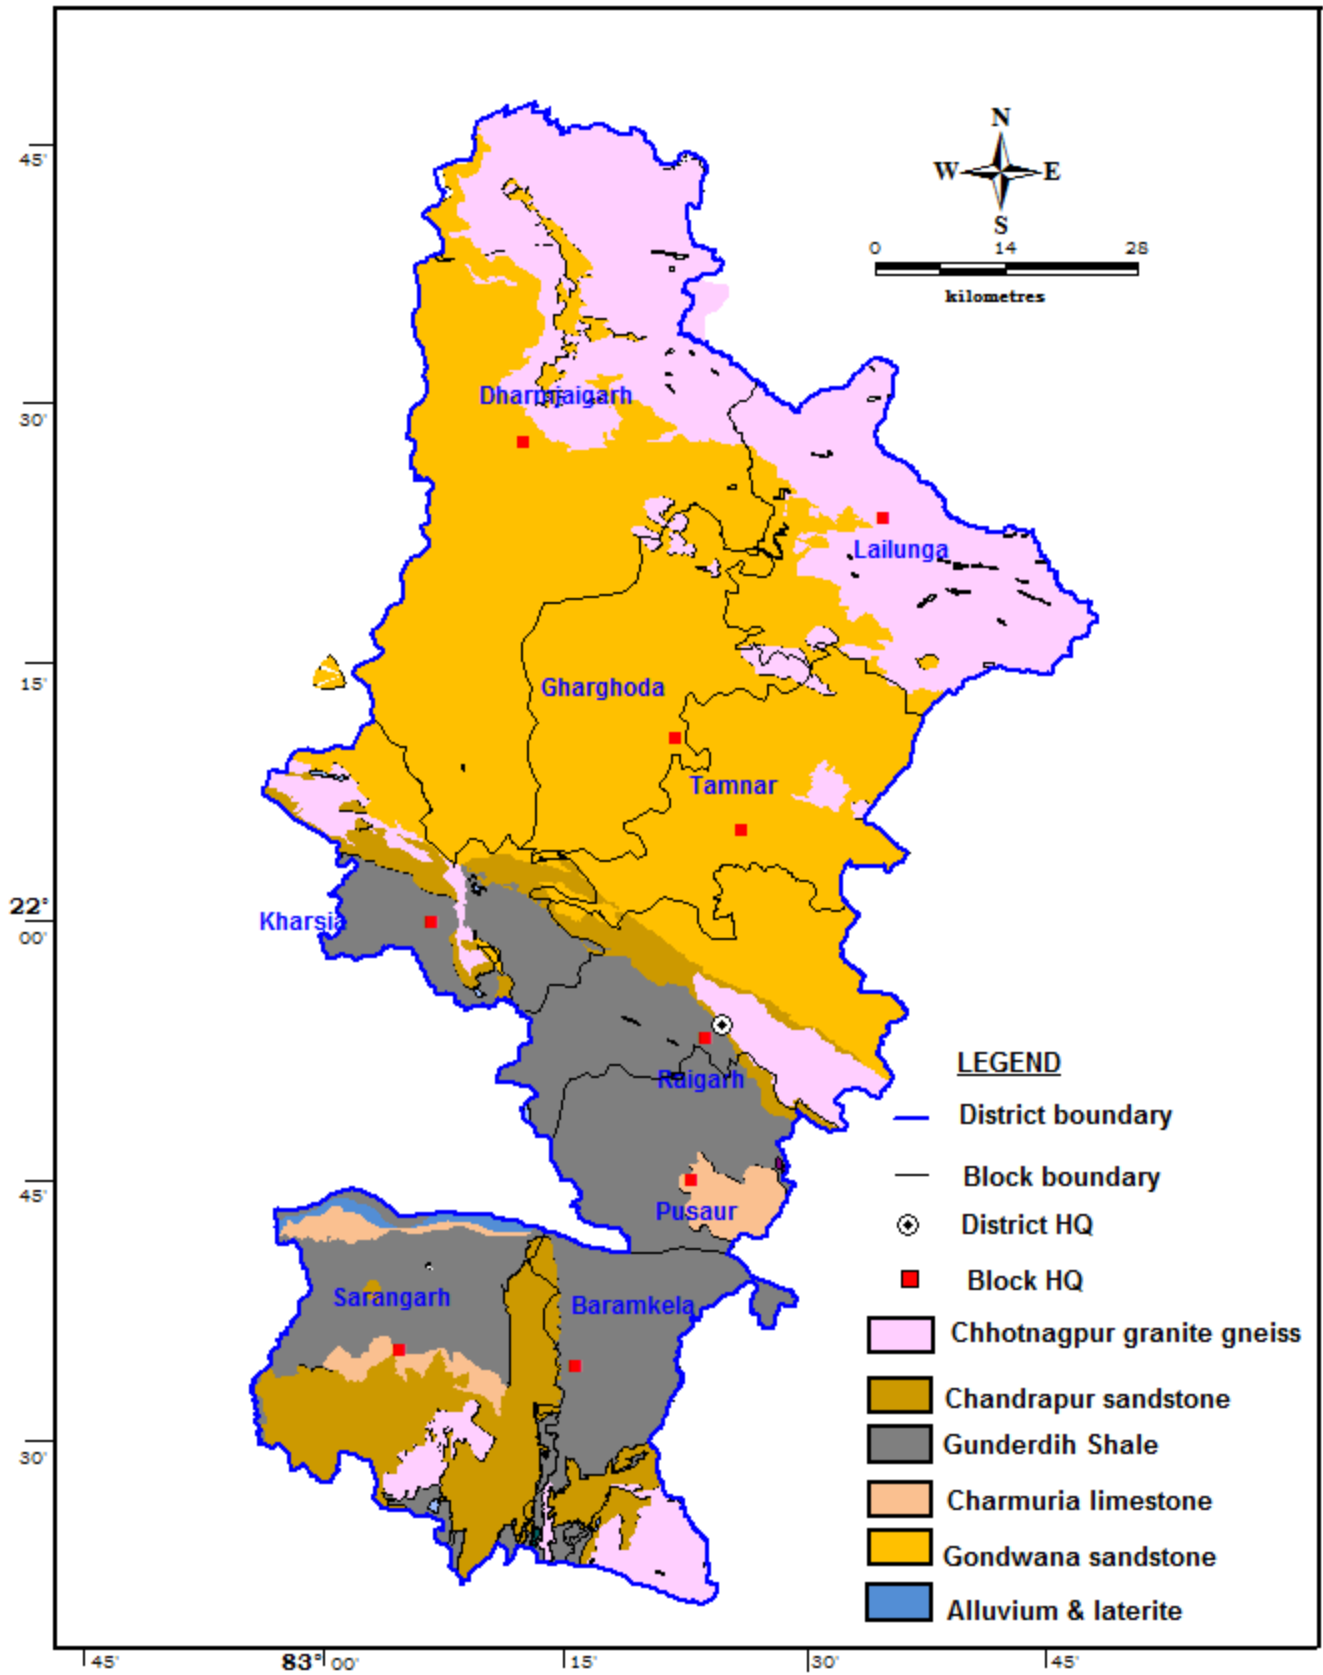 N
W E
S
0 14 28
kilometres
45'
30'
15'
22°
00'
45'
30'
Dharmjaigarh
Lailunga
Gharghoda
Tamnar
Kharsia
Raigarh
Pusaur
Sarangarh
Baramkela
LEGEND
District boundary
Block boundary
District HQ
Block HQ
Chhotnagpur granite gneiss
Chandrapur sandstone
Gunderdih Shale
Charmuria limestone
Gondwana sandstone
Alluvium & laterite
45' 83° 00' 15' 30' 45'